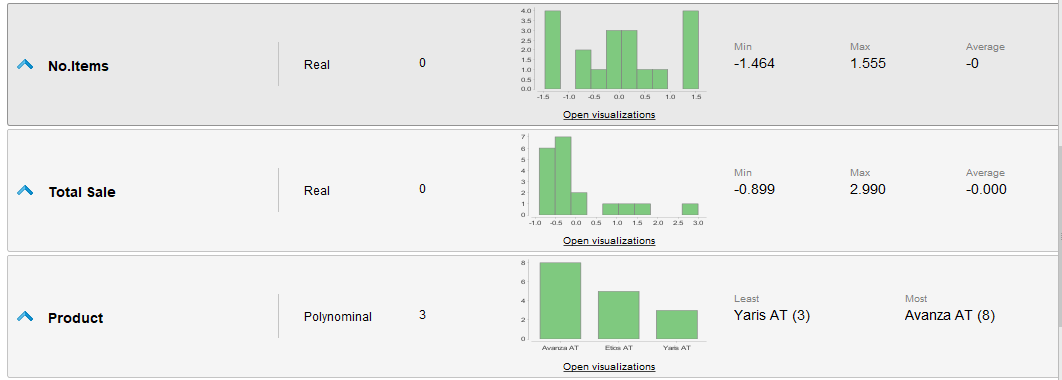 No.Items
Real
0
4.0
3.5
3.0
2.5
2.0
1.5
1.0
0.5
0.0
-1.5 -1.0 -0.5 0.0 0.5 1.0 1.5
Open visualizations
Min Max Average
-1.464 1.555 -0
Total Sale
Real
0
7
6
5
4
3
2
1
0
-1.0 -0.5 0.0 0.5 1.0 1.5 2.0 2.5 3.0
Open visualizations
Min Max Average
-0.899 2.990 -0.000
Product
Polynominal
3
8
6
4
2
0
Avanza AT Etios AT Yaris AT
Open visualizations
Least Most
Yaris AT (3) Avanza AT (8)